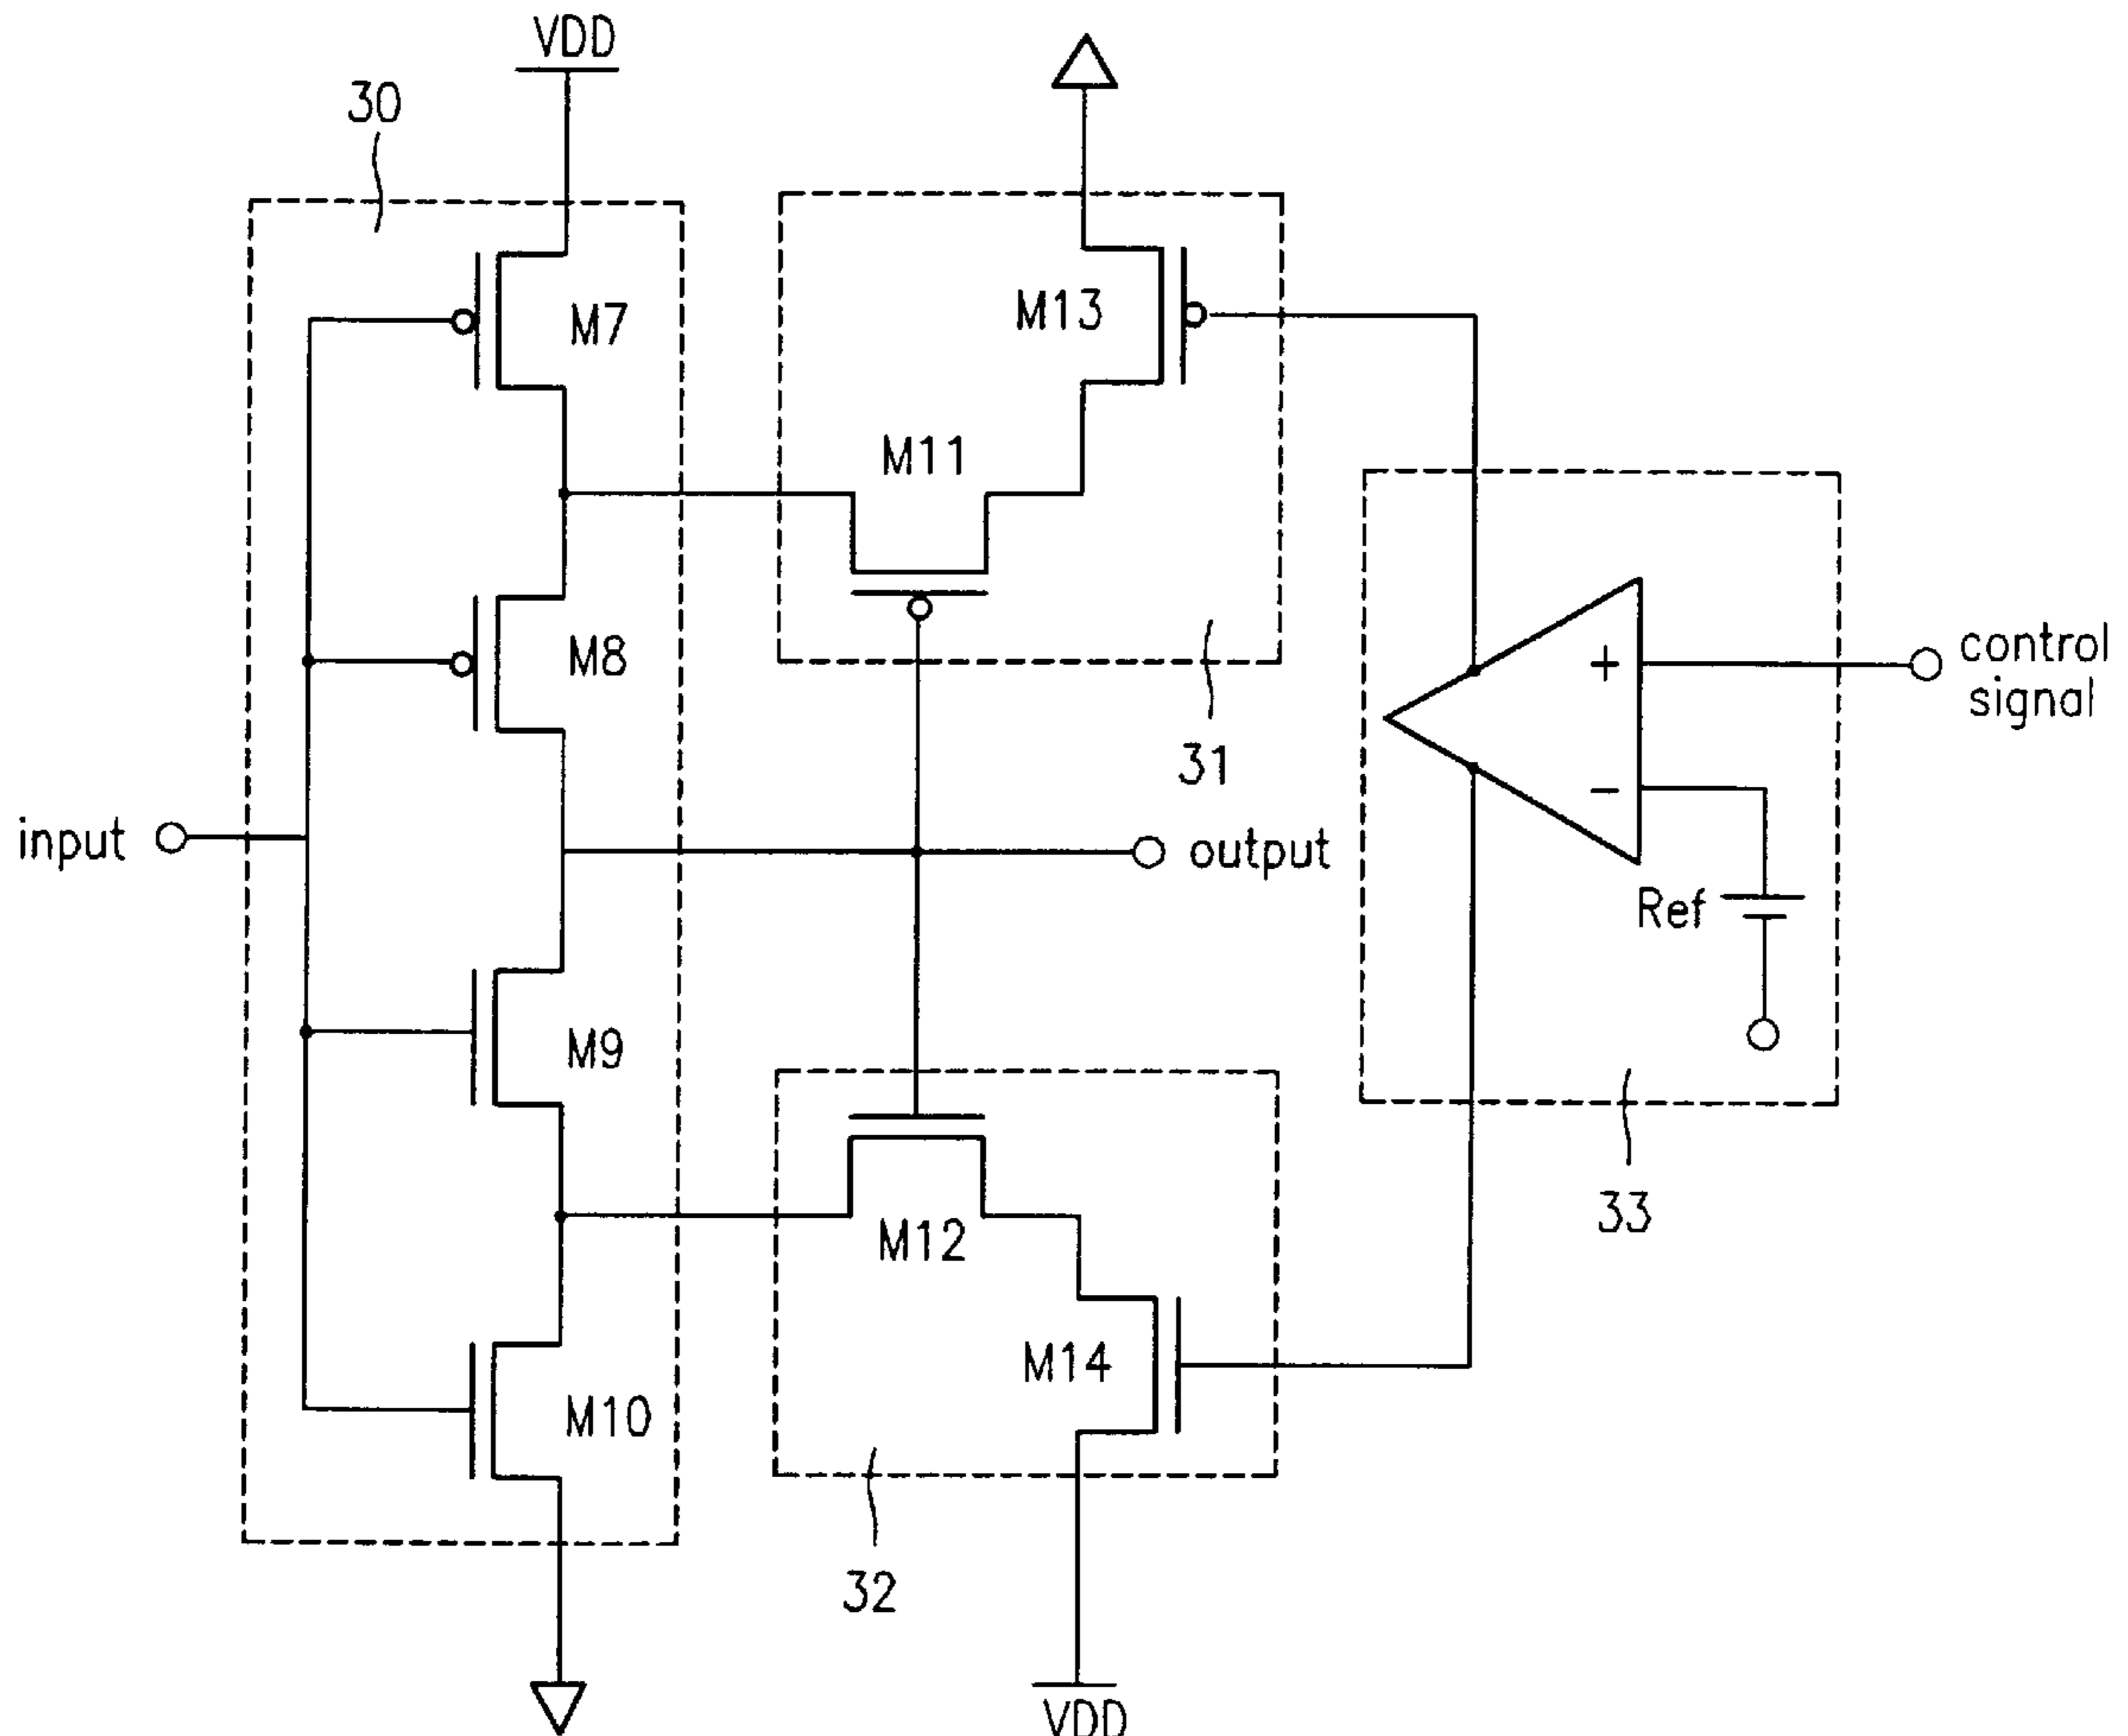 VDD
30
M7
M13
M11
M8
+
control
signal
31
−
input
output
Ref
M9
33
M12
M14
M10
32
VDD